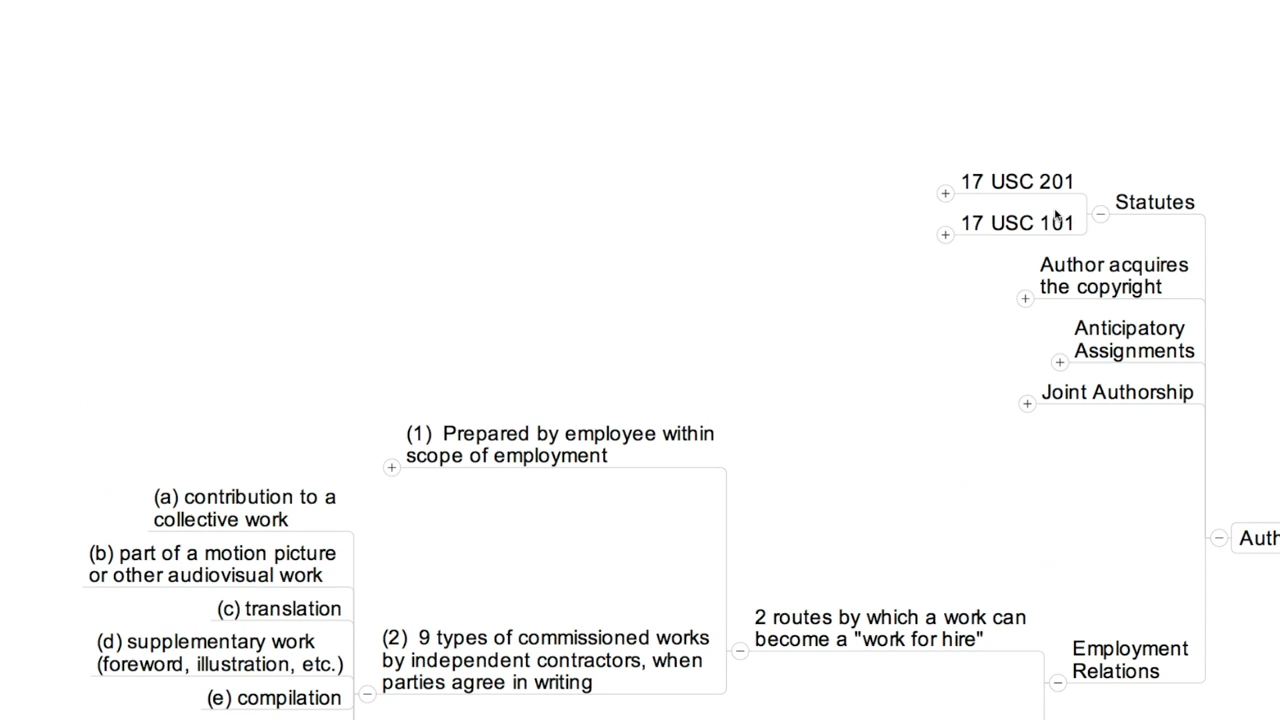 17 USC 201
17 USC 101
Statutes
Author acquires
the copyright
Anticipatory
Assignments
Joint Authorship
(1) Prepared by employee within
scope of employment
(a) contribution to a
collective work
(b) part of a motion picture
or other audiovisual work
(c) translation
(d) supplementary work
(foreword, illustration, etc.)
(e) compilation
(2) 9 types of commissioned works
by independent contractors, when
parties agree in writing
2 routes by which a work can
become a "work for hire"
Employment
Relations
Auth